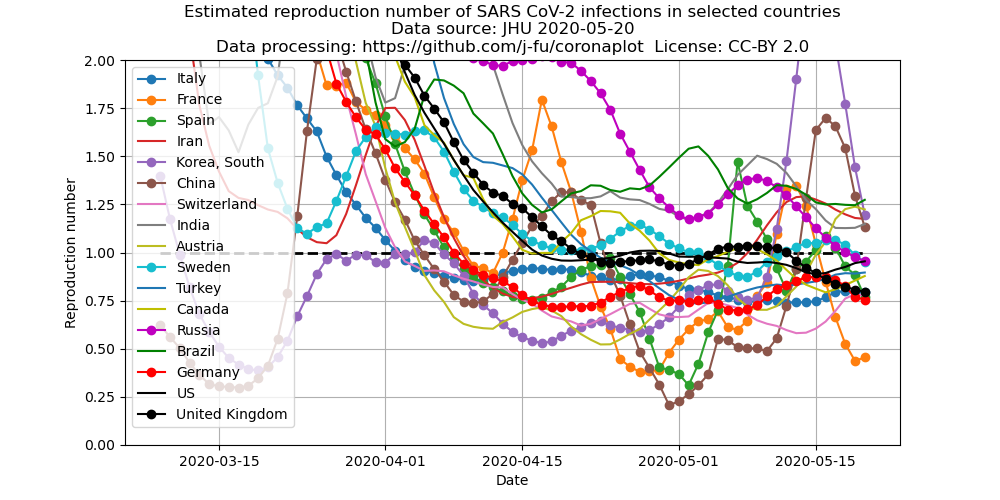 Estimated reproduction number of SARS CoV-2 infections in selected countries
Data source: JHU 2020-05-20
Data processing: https://github.com/j-fu/coronaplot License: CC-BY 2.0
2.00
1.75
1.50
1.25
1.00
0.75
0.50
0.25
0.00
Reproduction number
Italy
France
Spain
Iran
Korea, South
China
Switzerland
India
Austria
Sweden
Turkey
Canada
Russia
Brazil
Germany
US
United Kingdom
2020-03-15
2020-04-01
2020-04-15
2020-05-01
2020-05-15
Date